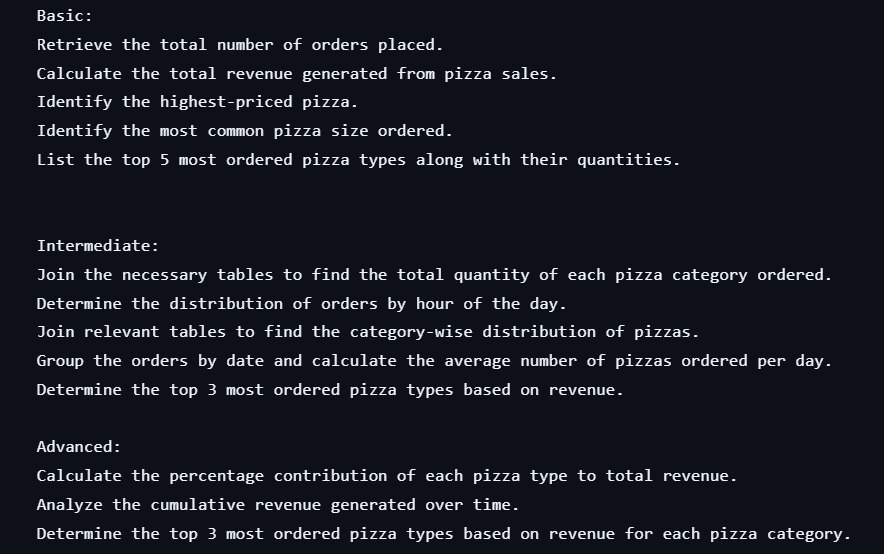 Basic:
Retrieve the total number of orders placed.
Calculate the total revenue generated from pizza sales.
Identify the highest-priced pizza.
Identify the most common pizza size ordered.
List the top 5 most ordered pizza types along with their quantities.
Intermediate:
Join the necessary tables to find the total quantity of each pizza category ordered.
Determine the distribution of orders by hour of the day.
Join relevant tables to find the category-wise distribution of pizzas.
Group the orders by date and calculate the average number of pizzas ordered per day.
Determine the top 3 most ordered pizza types based on revenue.
Advanced:
Calculate the percentage contribution of each pizza type to total revenue.
Analyze the cumulative revenue generated over time.
Determine the top 3 most ordered pizza types based on revenue for each pizza category.